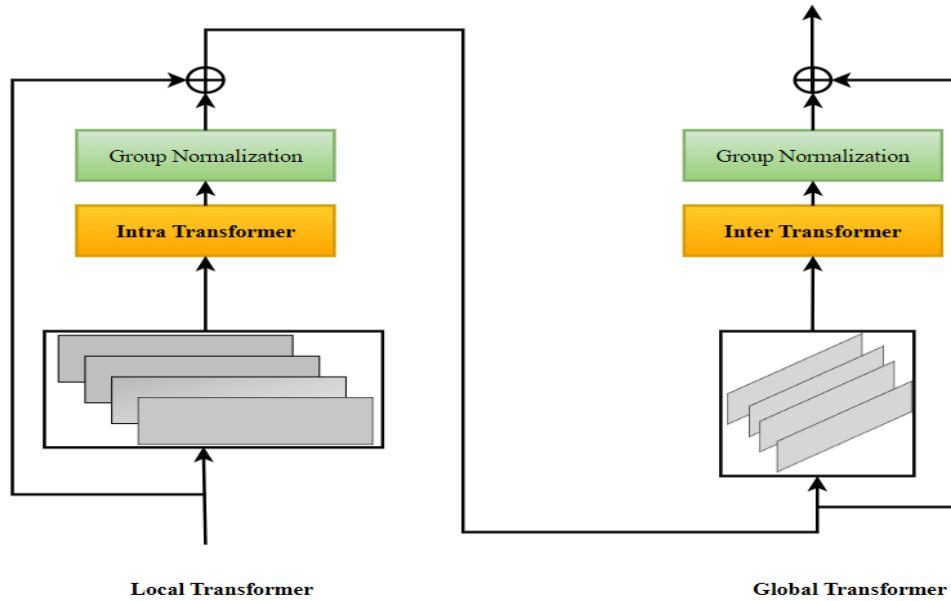 Group Normalization
Intra Transformer
Local Transformer
Group Normalization
Inter Transformer
Global Transformer